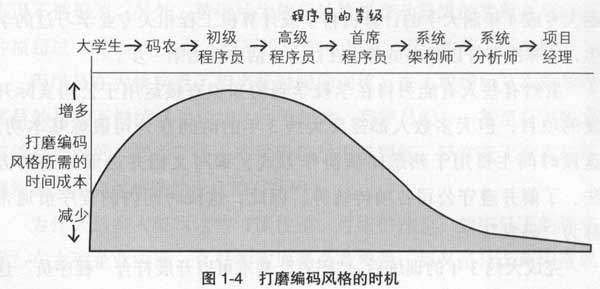 程序员的等级
大学生→码农→初级程序员→高级程序员→首席程序员→系统架构师→系统分析师→项目经理
增多
打磨编码
风格所需的
时间成本
减少
图 1-4 打磨编码风格的时机